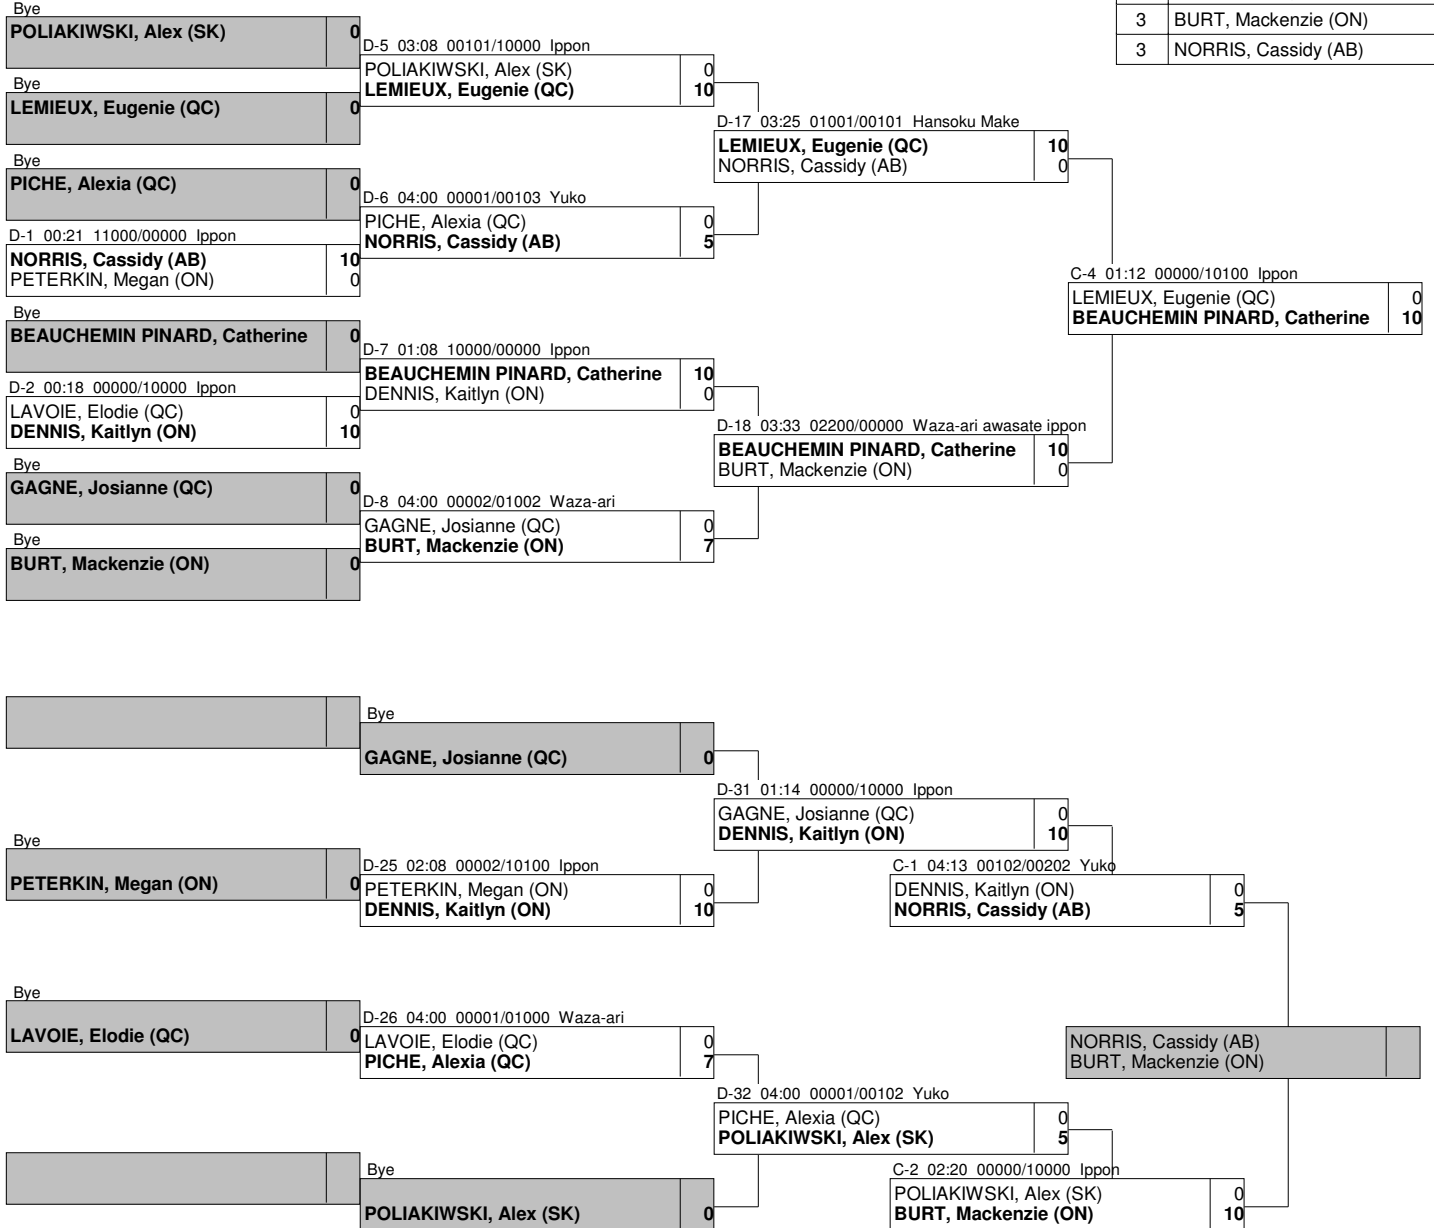 Bye
POLIAKIWSKI, Alex (SK) 0
Bye
LEMIEUX, Eugenie (QC) 0
Bye
PICHE, Alexia (QC) 0
D-1 00:21 11000/00000 Ippon
NORRIS, Cassidy (AB) 10
PETERKIN, Megan (ON) 0
Bye
BEAUCHEMIN PINARD, Catherine 0
D-2 00:18 00000/10000 Ippon
LAVOIE, Elodie (QC) 0
DENNIS, Kaitlyn (ON) 10
Bye
GAGNE, Josianne (QC) 0
Bye
BURT, Mackenzie (ON) 0
D-5 03:08 00101/10000 Ippon
POLIAKIWSKI, Alex (SK) 0
LEMIEUX, Eugenie (QC) 10
D-6 04:00 00001/00103 Yuko
PICHE, Alexia (QC) 0
NORRIS, Cassidy (AB) 5
D-7 01:08 10000/00000 Ippon
BEAUCHEMIN PINARD, Catherine 10
DENNIS, Kaitlyn (ON) 0
D-8 04:00 00002/01002 Waza-ari
GAGNE, Josianne (QC) 0
BURT, Mackenzie (ON) 7
D-17 03:25 01001/00101 Hansoku Make
LEMIEUX, Eugenie (QC) 10
NORRIS, Cassidy (AB) 0
D-18 03:33 02200/00000 Waza-ari awasate ippon
BEAUCHEMIN PINARD, Catherine 10
BURT, Mackenzie (ON) 0
C-4 01:12 00000/10100 Ippon
LEMIEUX, Eugenie (QC) 0
BEAUCHEMIN PINARD, Catherine 10
3 BURT, Mackenzie (ON)
3 NORRIS, Cassidy (AB)
Bye
PETERKIN, Megan (ON) 0
Bye
LAVOIE, Elodie (QC) 0
Bye
GAGNE, Josianne (QC) 0
D-25 02:08 00002/10100 Ippon
PETERKIN, Megan (ON) 0
DENNIS, Kaitlyn (ON) 10
D-26 04:00 00001/01000 Waza-ari
LAVOIE, Elodie (QC) 0
PICHE, Alexia (QC) 7
Bye
POLIAKIWSKI, Alex (SK) 0
D-31 01:14 00000/10000 Ippon
GAGNE, Josianne (QC) 0
DENNIS, Kaitlyn (ON) 10
D-32 04:00 00001/00102 Yuko
PICHE, Alexia (QC) 0
POLIAKIWSKI, Alex (SK) 5
C-1 04:13 00102/00202 Yuko
DENNIS, Kaitlyn (ON) 0
NORRIS, Cassidy (AB) 5
C-2 02:20 00000/10000 Ippon
POLIAKIWSKI, Alex (SK) 0
BURT, Mackenzie (ON) 10
NORRIS, Cassidy (AB)
BURT, Mackenzie (ON)